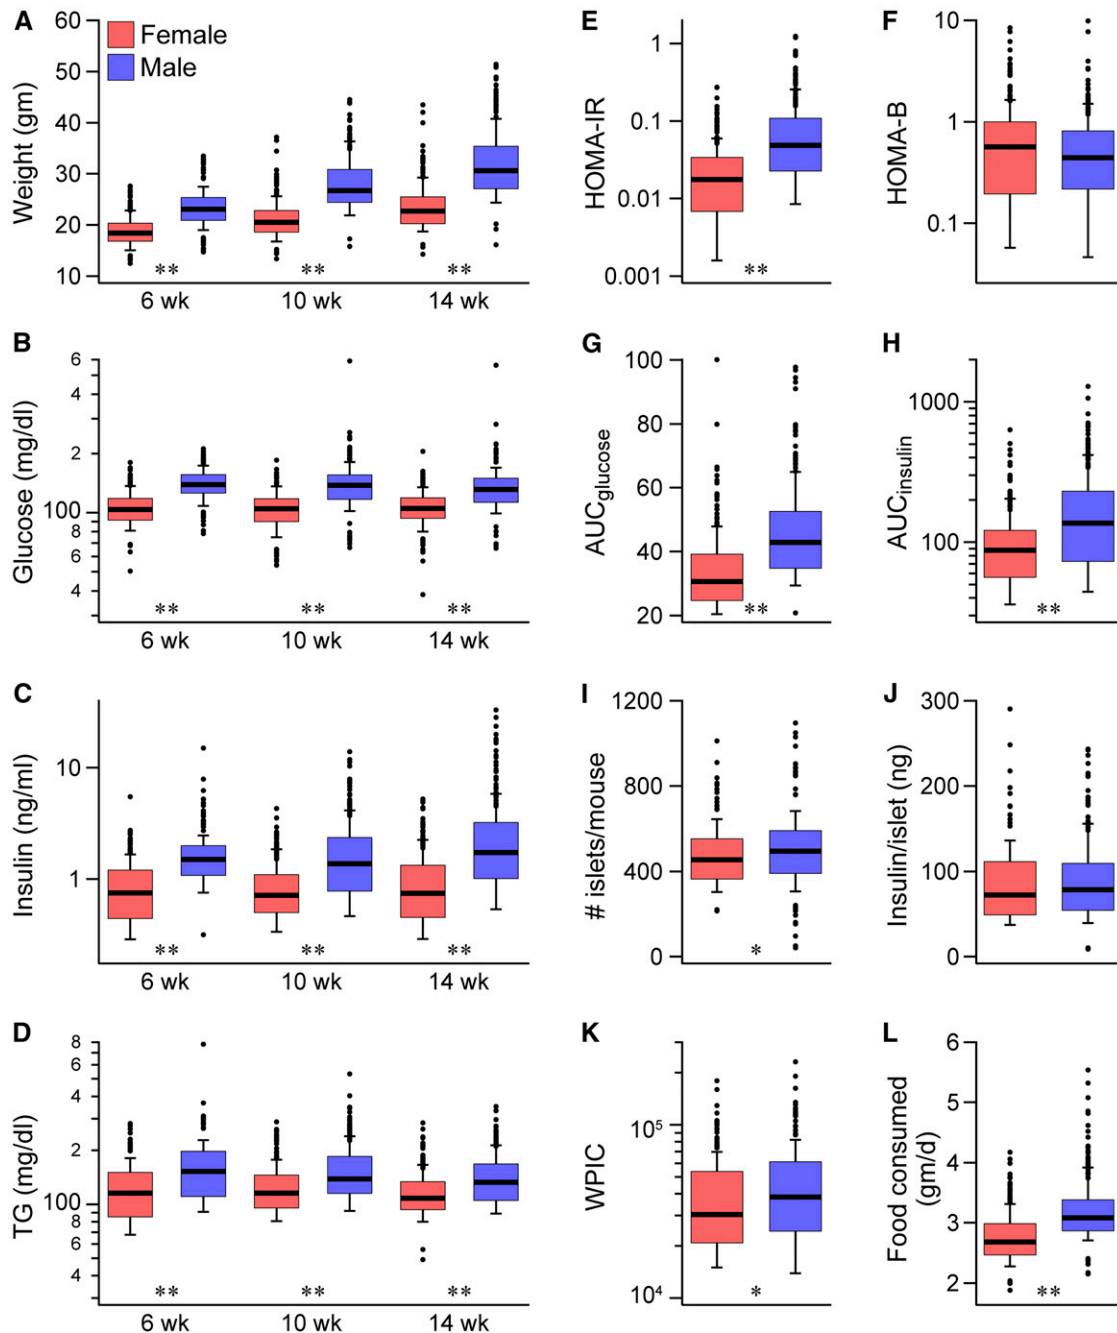 A
Weight (gm)
60
50
40
30
20
10
Female
Male
**
**
**
6 wk
10 wk
14 wk
E
HOMA-IR
1
0.1
0.01
0.001
**
F
HOMA-B
10
1
0.1
B
Glucose (mg/dl)
6
4
2
100
8
6
4
**
**
**
6 wk
10 wk
14 wk
G
AUCglucose
100
80
60
40
20
**
H
AUCinsulin
1000
100
**
C
Insulin (ng/ml)
10
1
**
**
**
6 wk
10 wk
14 wk
I
# islets/mouse
1200
800
400
0
*
J
Insulin/islet (ng)
300
200
100
0
D
TG (mg/dl)
8
6
4
2
100
8
6
4
**
**
**
6 wk
10 wk
14 wk
K
WPIC
10⁵
10⁴
*
L
Food consumed
(gm/d)
6
5
4
3
2
**